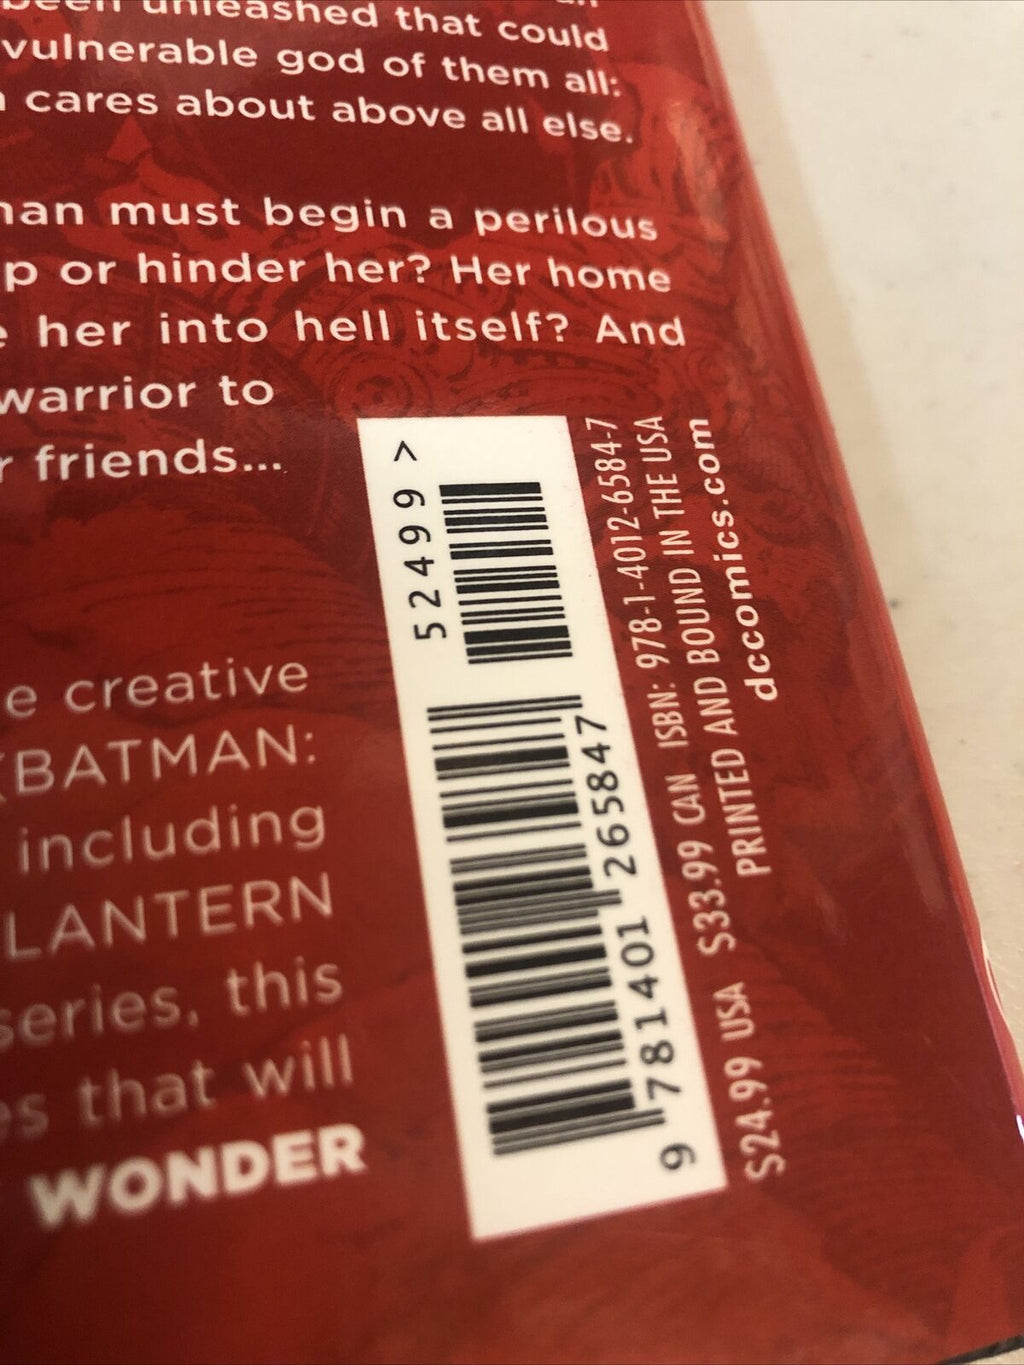 unleashed that could
vulnerable god of them all:
cares about above all else.
man must begin a perilous
p or hinder her? Her home
e her into hell itself? And
warrior to
r friends...
e creative
(BATMAN:
including
LANTERN
series, this
es that will
WONDER
52499 >
9 781401 265847
ISBN: 978-1-4012-6584-7
$24.99 USA $33.99 CAN
PRINTED AND BOUND IN THE USA
dccomics.com